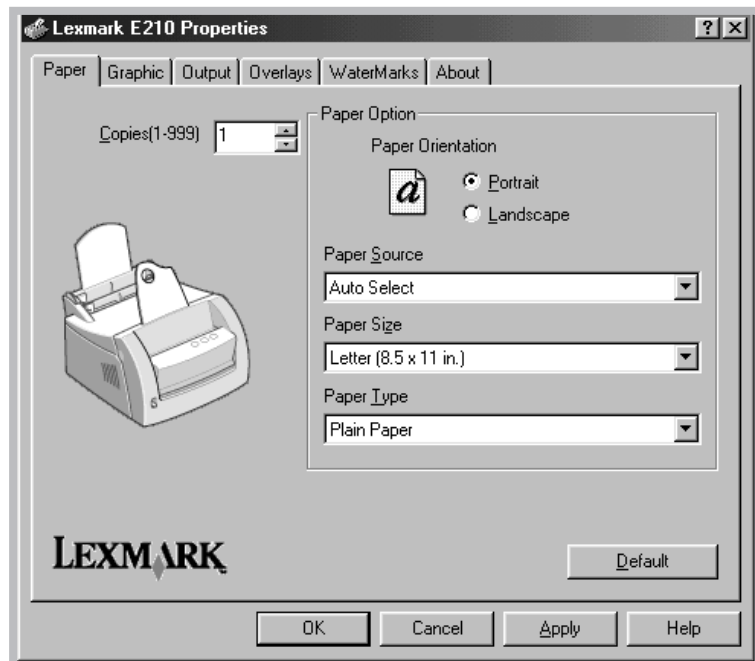 Lexmark E210 Properties
Paper Graphic Output Overlays WaterMarks About
Copies(1-999) 1
Paper Option
Paper Orientation
a
Portrait
Landscape
Paper Source
Auto Select
Paper Size
Letter (8.5 x 11 in.)
Paper Type
Plain Paper
LEXMARK
Default
OK Cancel Apply Help